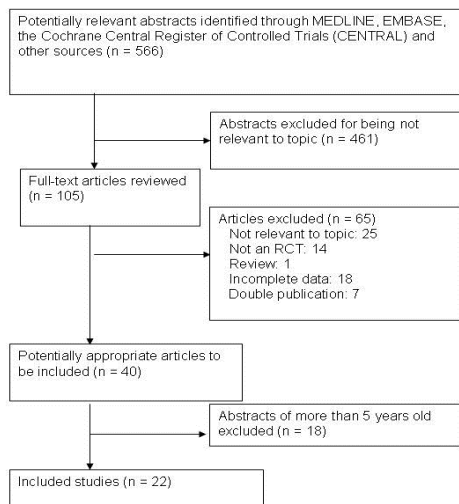 Potentially relevant abstracts identified through MEDLINE, EMBASE,
the Cochrane Central Register of Controlled Trials (CENTRAL) and
other sources (n = 566)
Abstracts excluded for being not
relevant to topic (n = 461)
Full-text articles reviewed
(n = 105)
Articles excluded (n = 65)
Not relevant to topic: 25
Not an RCT: 14
Review: 1
Incomplete data: 18
Double publication: 7
Potentially appropriate articles to
be included (n = 40)
Abstracts of more than 5 years old
excluded (n = 18)
Included studies (n = 22)